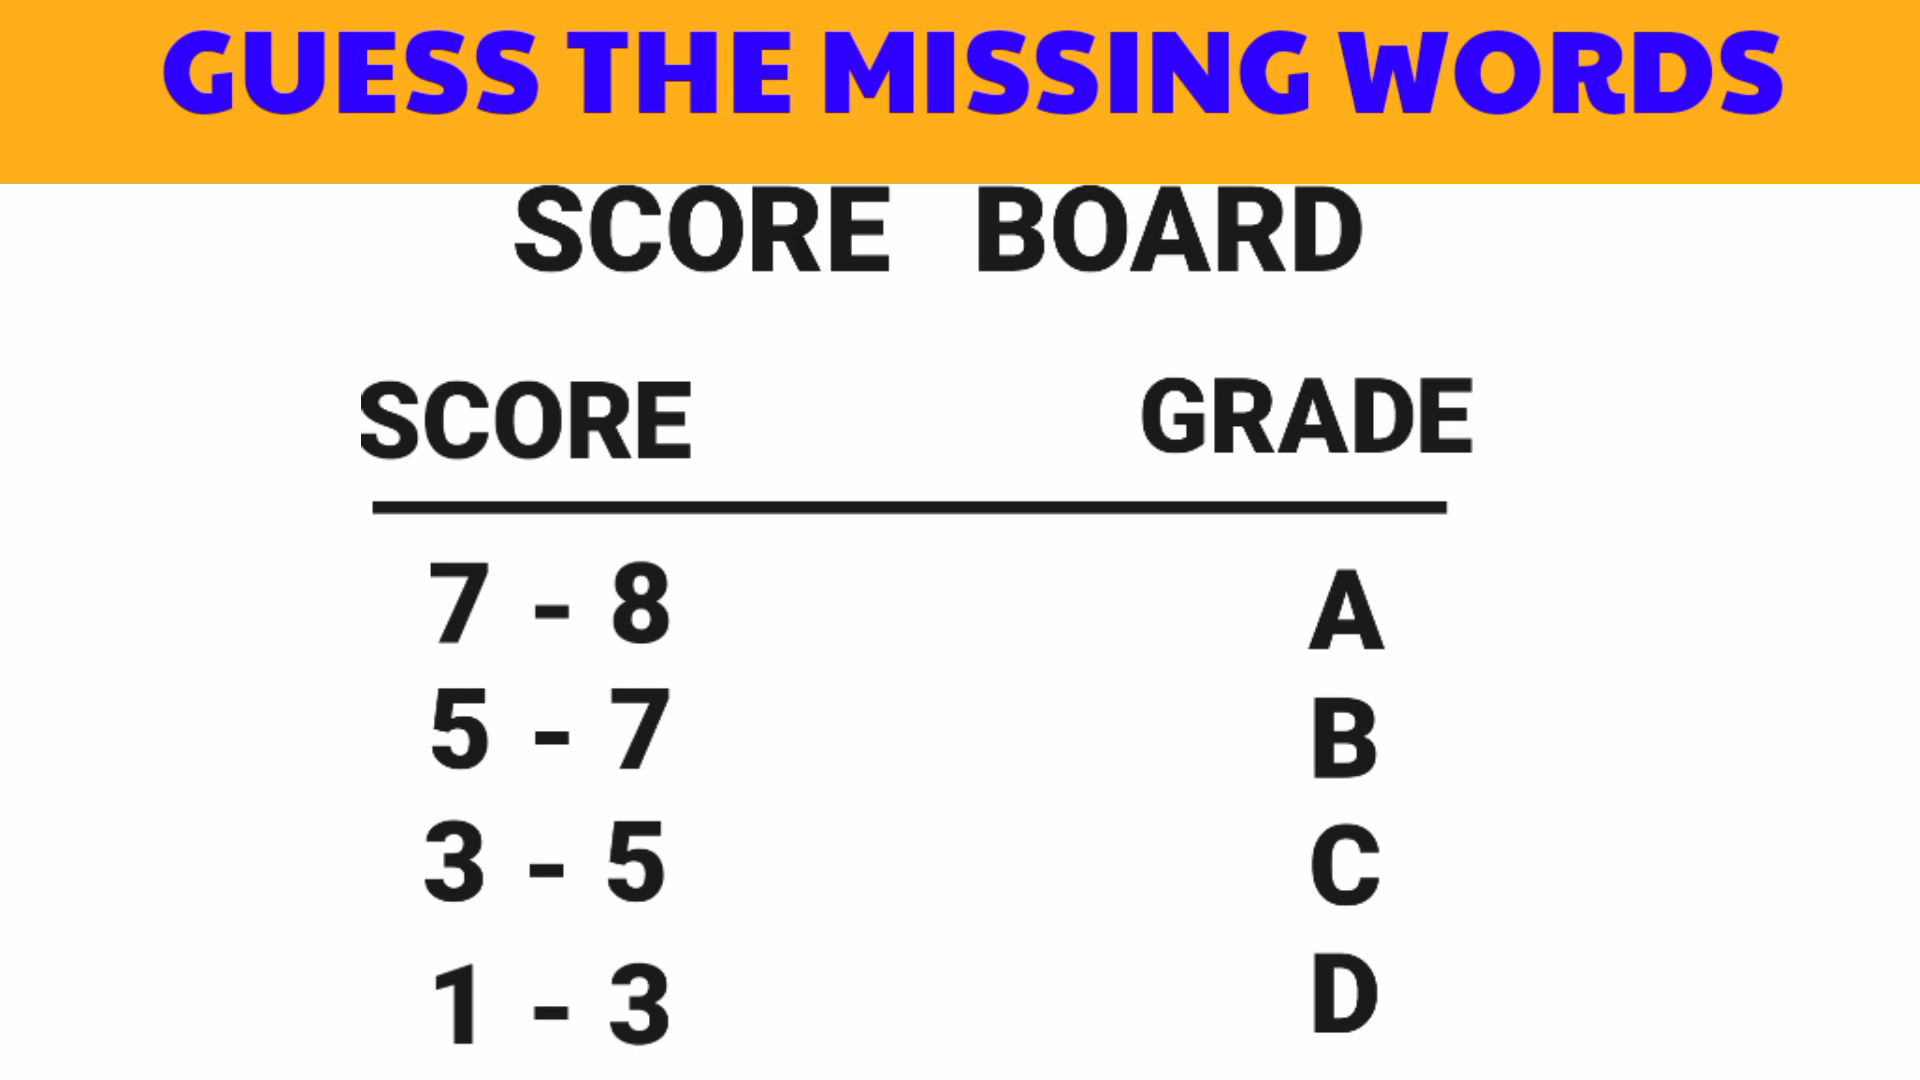 GUESS THE MISSING WORDS
SCORE BOARD
SCORE GRADE
7 - 8 A
5 - 7 B
3 - 5 C
1 - 3 D